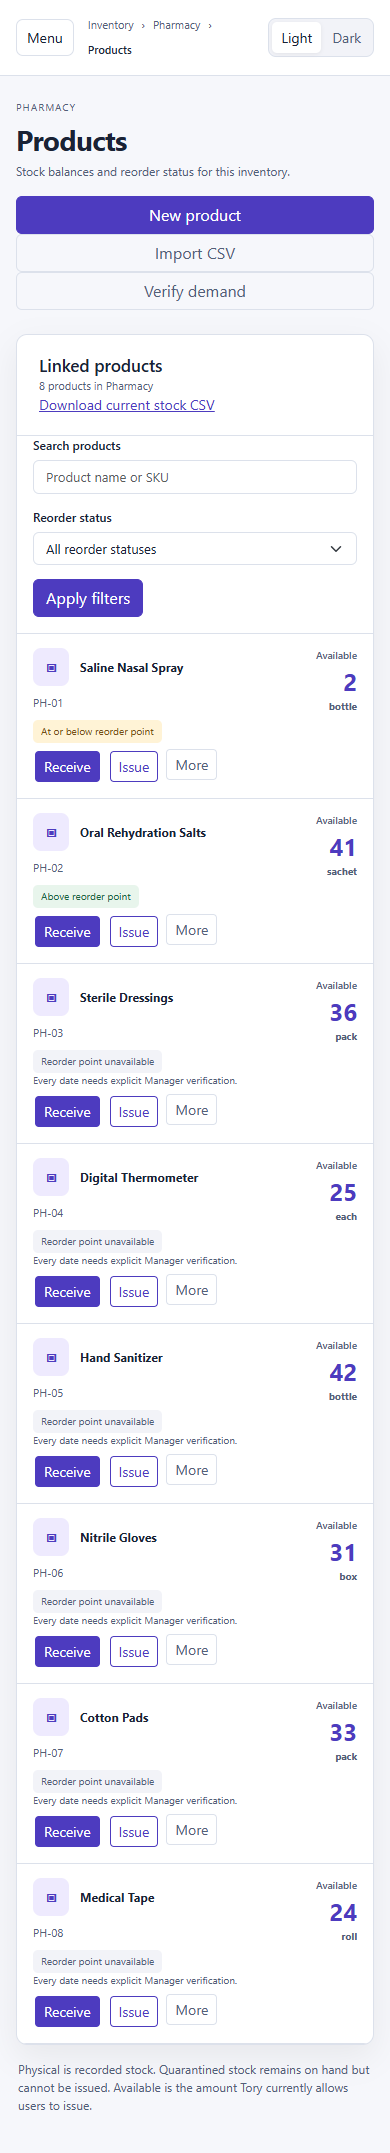 Menu
Inventory › Pharmacy ›
Products
Light Dark
PHARMACY
Products
Stock balances and reorder status for this inventory.
New product
Import CSV
Verify demand
Linked products
8 products in Pharmacy
Download current stock CSV
Search products
Product name or SKU
Reorder status
All reorder statuses
Apply filters
Saline Nasal Spray
PH-01
Available
2
bottle
At or below reorder point
Receive Issue More
Oral Rehydration Salts
PH-02
Available
41
sachet
Above reorder point
Receive Issue More
Sterile Dressings
PH-03
Available
36
pack
Reorder point unavailable
Every date needs explicit Manager verification.
Receive Issue More
Digital Thermometer
PH-04
Available
25
each
Reorder point unavailable
Every date needs explicit Manager verification.
Receive Issue More
Hand Sanitizer
PH-05
Available
42
bottle
Reorder point unavailable
Every date needs explicit Manager verification.
Receive Issue More
Nitrile Gloves
PH-06
Available
31
box
Reorder point unavailable
Every date needs explicit Manager verification.
Receive Issue More
Cotton Pads
PH-07
Available
33
pack
Reorder point unavailable
Every date needs explicit Manager verification.
Receive Issue More
Medical Tape
PH-08
Available
24
roll
Reorder point unavailable
Every date needs explicit Manager verification.
Receive Issue More
Physical is recorded stock. Quarantined stock remains on hand but
cannot be issued. Available is the amount Tory currently allows
users to issue.